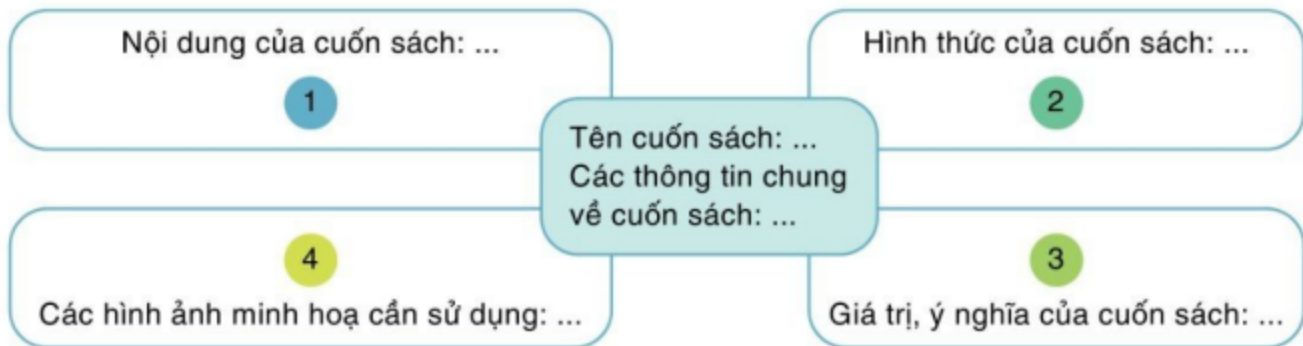 Nội dung của cuốn sách: ...
1
Hình thức của cuốn sách: ...
2
Tên cuốn sách: ...
Các thông tin chung
về cuốn sách: ...
4
Các hình ảnh minh hoạ cần sử dụng: ...
3
Giá trị, ý nghĩa của cuốn sách: ...